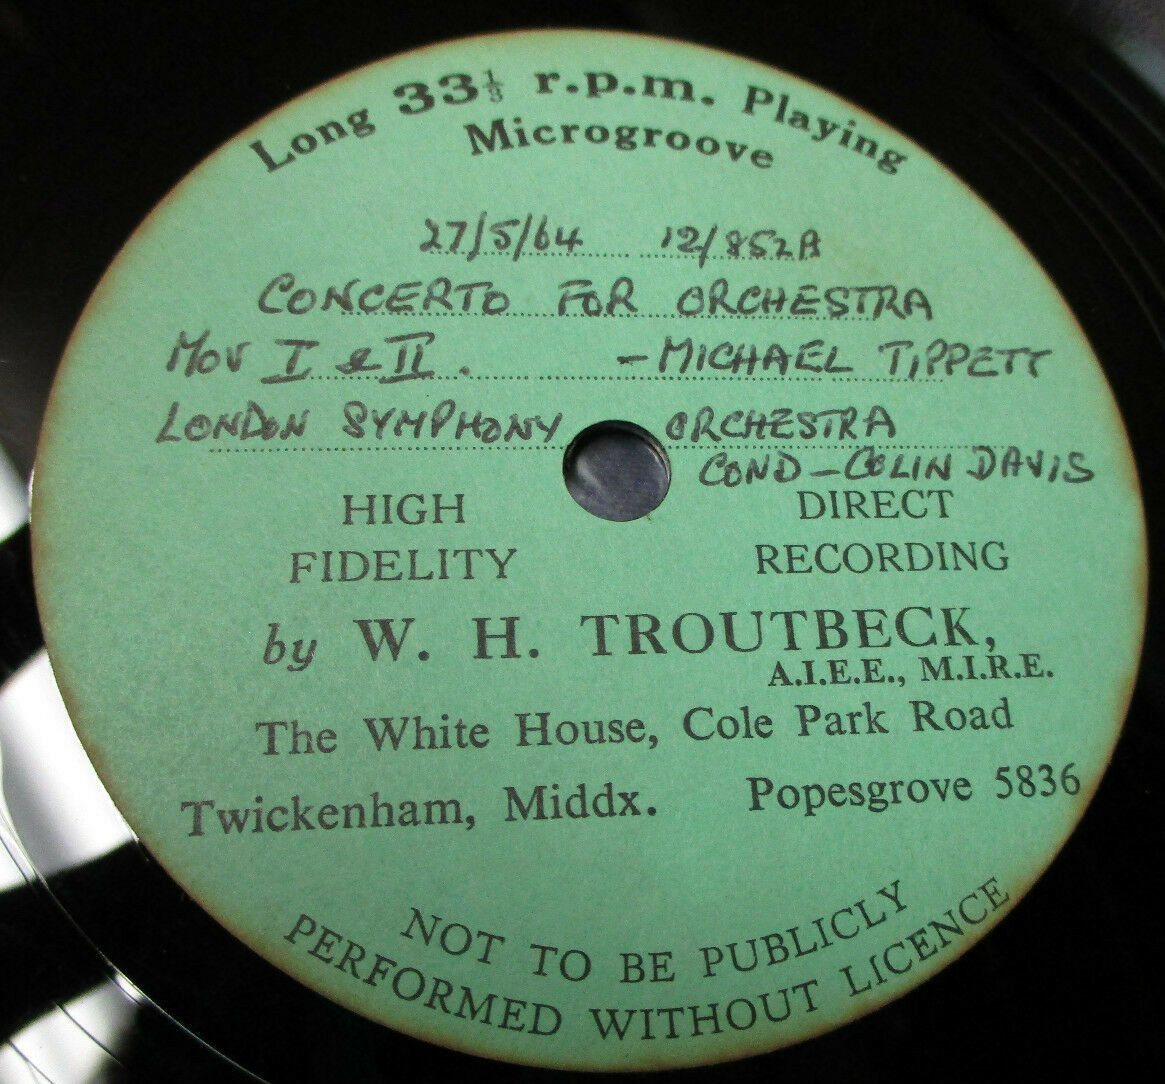 Long 33⅓ r.p.m. Playing
Microgroove
27/5/64 12/852A
CONCERTO FOR ORCHESTRA
MOV I & II. - MICHAEL TIPPETT
LONDON SYMPHONY ORCHESTRA
COND - COLIN DAVIS
HIGH DIRECT
FIDELITY RECORDING
by W. H. TROUTBECK,
A.I.E.E., M.I.R.E.
The White House, Cole Park Road
Twickenham, Middx. Popesgrove 5836
NOT TO BE PUBLICLY
PERFORMED WITHOUT LICENCE